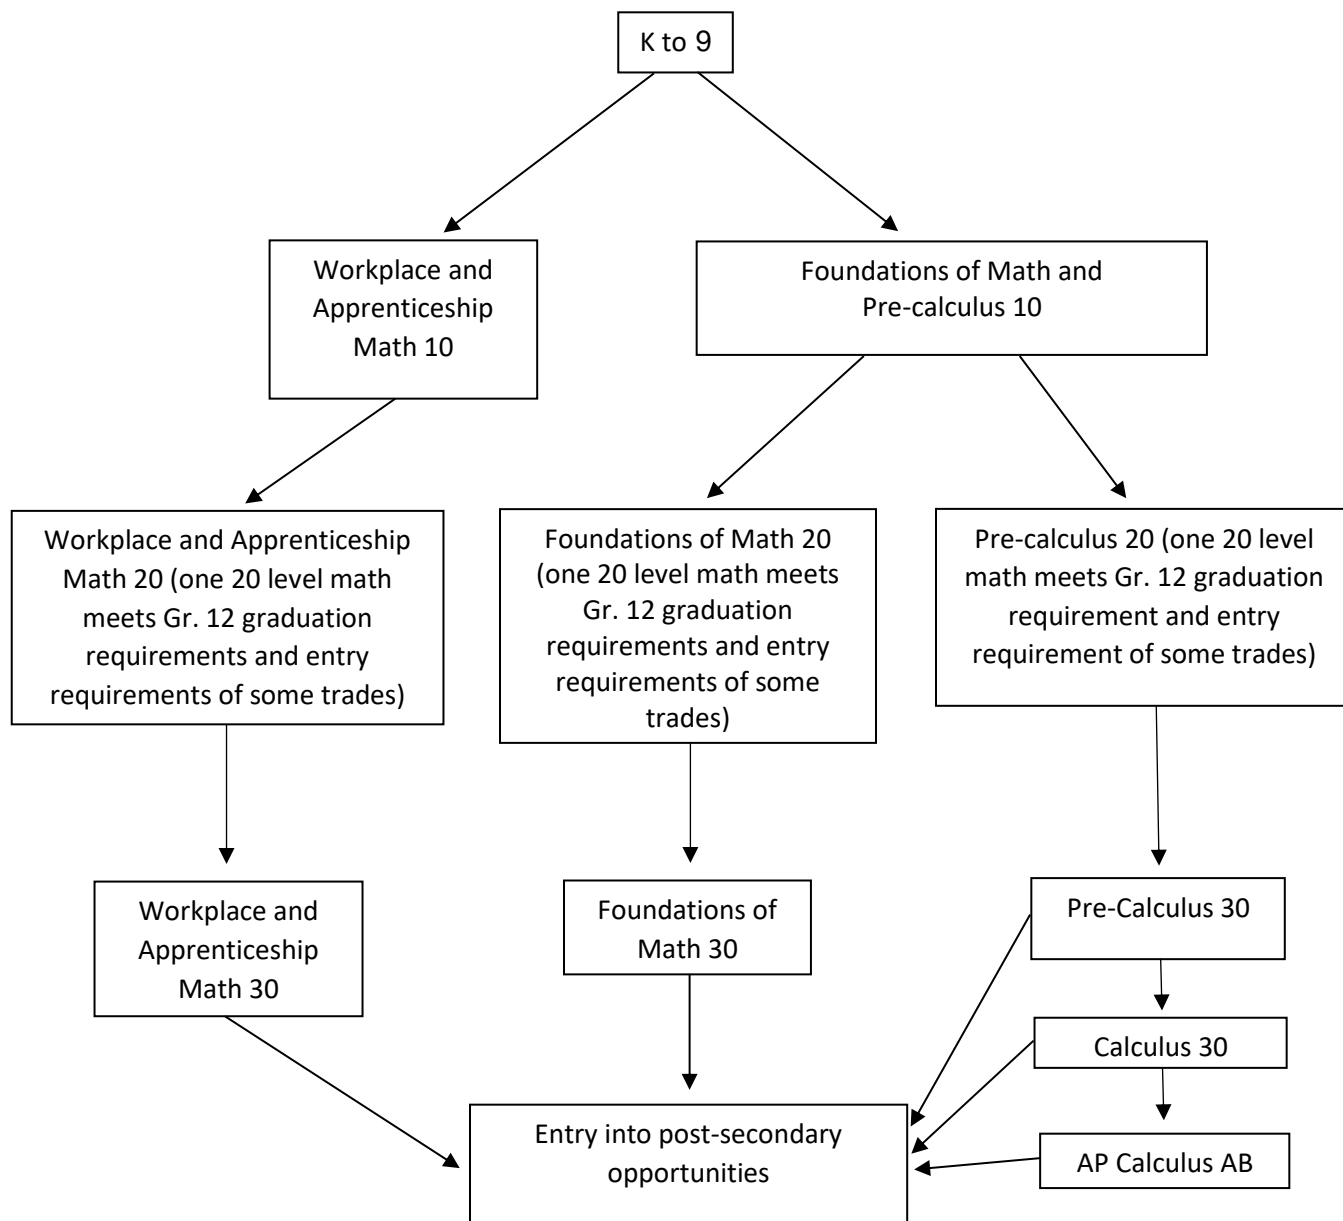 K to 9
Workplace and
Apprenticeship
Math 10
Foundations of Math and
Pre-calculus 10
Workplace and Apprenticeship
Math 20 (one 20 level math
meets Gr. 12 graduation
requirements and entry
requirements of some trades)
Foundations of Math 20
(one 20 level math meets
Gr. 12 graduation
requirements and entry
requirements of some
trades)
Pre-calculus 20 (one 20 level
math meets Gr. 12 graduation
requirement and entry
requirement of some trades)
Workplace and
Apprenticeship
Math 30
Foundations of
Math 30
Pre-Calculus 30
Calculus 30
AP Calculus AB
Entry into post-secondary
opportunities